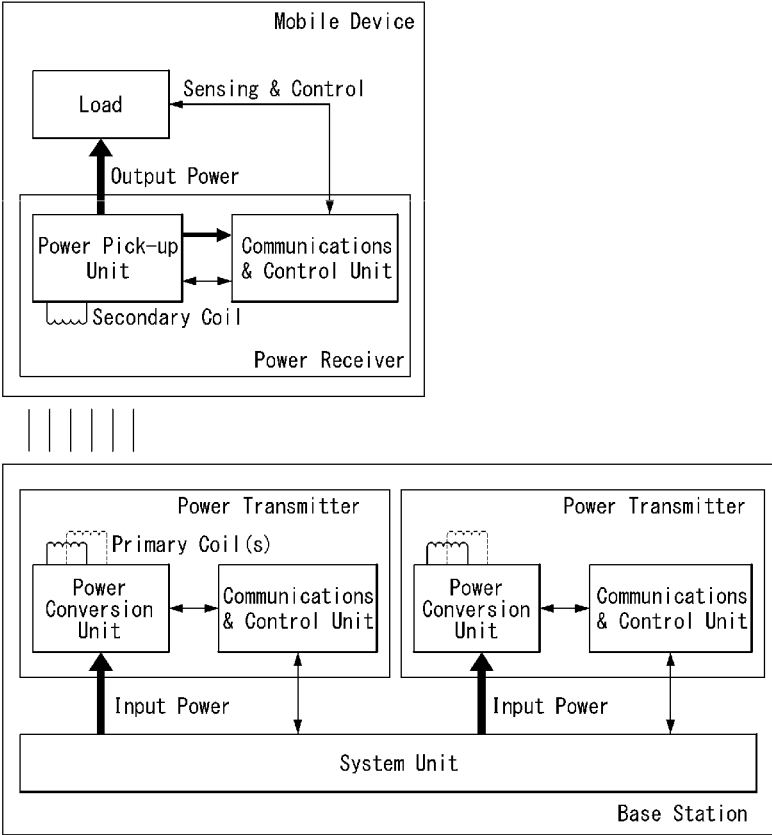 Mobile Device
Load
Sensing & Control
Output Power
Power Pick-up
Unit
Communications
& Control Unit
Secondary Coil
Power Receiver
Power Transmitter
Primary Coil(s)
Power
Conversion
Unit
Communications
& Control Unit
Input Power
Power Transmitter
Power
Conversion
Unit
Communications
& Control Unit
Input Power
System Unit
Base Station